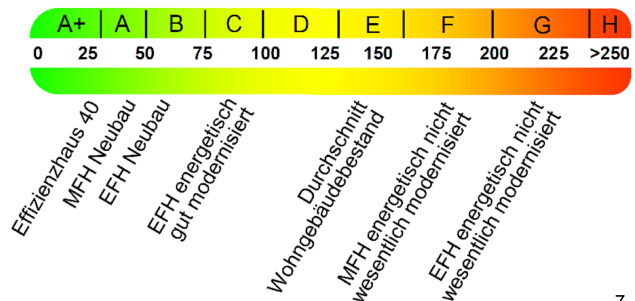 A+ A B C D E F G H
0 25 50 75 100 125 150 175 200 225 >250
Effizienzhaus 40
MFH Neubau
EFH Neubau
EFH energetisch
gut modernisiert
Durchschnitt
Wohngebäudebestand
MFH energetisch nicht
wesentlich modernisiert
EFH energetisch nicht
wesentlich modernisiert
7